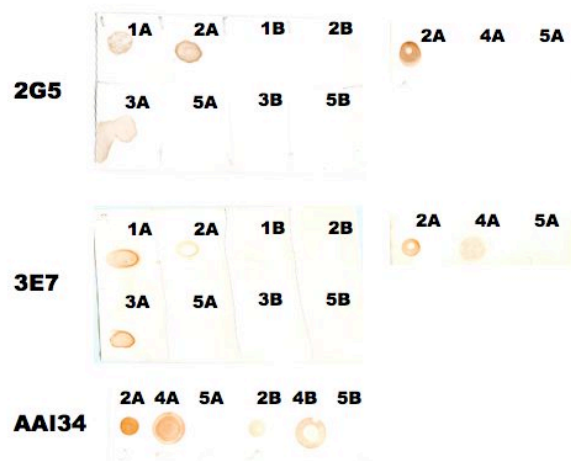 1A 2A 1B 2B 2A 4A 5A
2G5
3A 5A 3B 5B
1A 2A 1B 2B 2A 4A 5A
3E7
3A 5A 3B 5B
2A 4A 5A 2B 4B 5B
AAI34